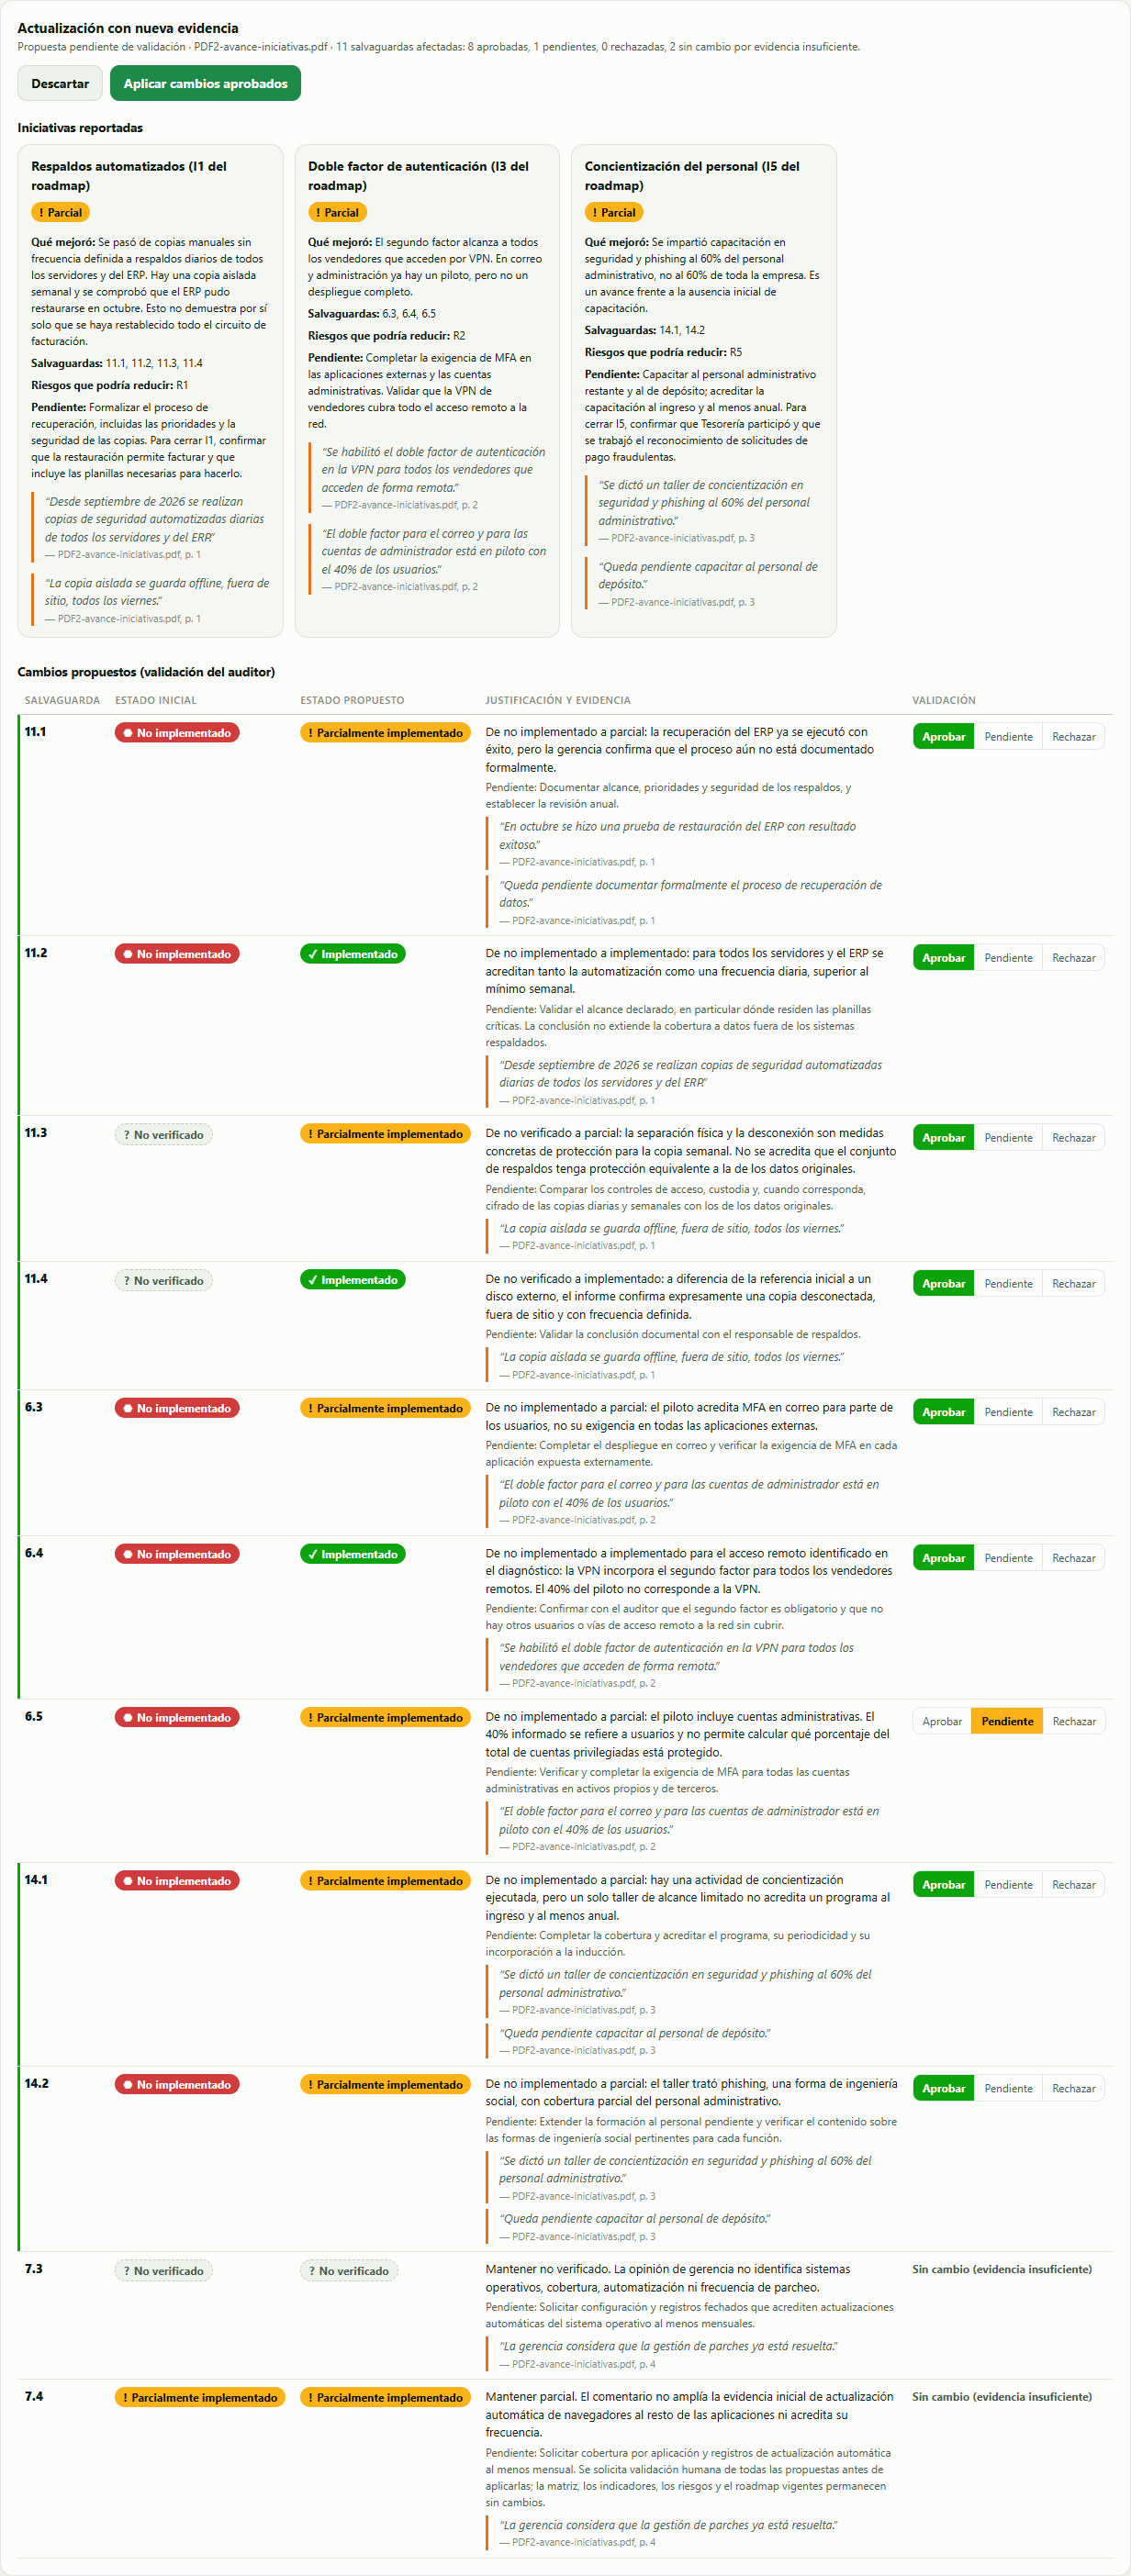 Actualización con nueva evidencia
Propuesta pendiente de validación · PDF2-avance-iniciativas.pdf · 11 salvaguardas afectadas: 8 aprobadas, 1 pendientes, 0 rechazadas, 2 sin cambio por evidencia insuficiente.
Descartar
Aplicar cambios aprobados
Iniciativas reportadas
Respaldos automatizados (I1 del
roadmap)
! Parcial
Qué mejoró: Se pasó de copias manuales sin
frecuencia definida a respaldos diarios de todos
los servidores y del ERP. Hay una copia aislada
semanal y se comprobó que el ERP pudo
restaurarse en octubre. Esto no demuestra por sí
solo que se haya restablecido todo el circuito de
facturación.
Salvaguardas: 11.1, 11.2, 11.3, 11.4
Riesgos que podría reducir: R1
Pendiente: Formalizar el proceso de
recuperación, incluidas las prioridades y la
seguridad de las copias. Para cerrar I1, confirmar
que la restauración permite facturar y que
incluye las planillas necesarias para hacerlo.
“Desde septiembre de 2026 se realizan
copias de seguridad automatizadas diarias
de todos los servidores y del ERP.”
— PDF2-avance-iniciativas.pdf, p. 1
“La copia aislada se guarda offline, fuera de
sitio, todos los viernes.”
— PDF2-avance-iniciativas.pdf, p. 1
Doble factor de autenticación (I3 del
roadmap)
! Parcial
Qué mejoró: El segundo factor alcanza a todos
los vendedores que acceden por VPN. En correo
y administración ya hay un piloto, pero no un
despliegue completo.
Salvaguardas: 6.3, 6.4, 6.5
Riesgos que podría reducir: R2
Pendiente: Completar la exigencia de MFA en
las aplicaciones externas y las cuentas
administrativas. Validar que la VPN de
vendedores cubra todo el acceso remoto a la
red.
“Se habilitó el doble factor de autenticación
en la VPN para todos los vendedores que
acceden de forma remota.”
— PDF2-avance-iniciativas.pdf, p. 2
“El doble factor para el correo y para las
cuentas de administrador está en piloto con
el 40% de los usuarios.”
— PDF2-avance-iniciativas.pdf, p. 2
Concientización del personal (I5 del
roadmap)
! Parcial
Qué mejoró: Se impartió capacitación en
seguridad y phishing al 60% del personal
administrativo, no al 60% de toda la empresa. Es
un avance frente a la ausencia inicial de
capacitación.
Salvaguardas: 14.1, 14.2
Riesgos que podría reducir: R5
Pendiente: Capacitar al personal administrativo
restante y al de depósito; acreditar la
capacitación al ingreso y al menos anual. Para
cerrar I5, confirmar que Tesorería participó y que
se trabajó el reconocimiento de solicitudes de
pago fraudulentas.
“Se dictó un taller de concientización en
seguridad y phishing al 60% del personal
administrativo.”
— PDF2-avance-iniciativas.pdf, p. 3
“Queda pendiente capacitar al personal de
depósito.”
— PDF2-avance-iniciativas.pdf, p. 3
Cambios propuestos (validación del auditor)
SALVAGUARDA ESTADO INICIAL ESTADO PROPUESTO JUSTIFICACIÓN Y EVIDENCIA VALIDACIÓN
11.1 No implementado ! Parcialmente implementado
De no implementado a parcial: la recuperación del ERP ya se ejecutó con
éxito, pero la gerencia confirma que el proceso aún no está documentado
formalmente.
Pendiente: Documentar alcance, prioridades y seguridad de los respaldos, y
establecer la revisión anual.
“En octubre se hizo una prueba de restauración del ERP con resultado
exitoso.”
— PDF2-avance-iniciativas.pdf, p. 1
“Queda pendiente documentar formalmente el proceso de recuperación de
datos.”
— PDF2-avance-iniciativas.pdf, p. 1
Aprobar Pendiente Rechazar
11.2 No implementado ✓ Implementado
De no implementado a implementado: para todos los servidores y el ERP se
acreditan tanto la automatización como una frecuencia diaria, superior al
mínimo semanal.
Pendiente: Validar el alcance declarado, en particular dónde residen las planillas
críticas. La conclusión no extiende la cobertura a datos fuera de los sistemas
respaldados.
“Desde septiembre de 2026 se realizan copias de seguridad automatizadas
diarias de todos los servidores y del ERP.”
— PDF2-avance-iniciativas.pdf, p. 1
Aprobar Pendiente Rechazar
11.3 ? No verificado ! Parcialmente implementado
De no verificado a parcial: la separación física y la desconexión son medidas
concretas de protección para la copia semanal. No se acredita que el conjunto
de respaldos tenga protección equivalente a la de los datos originales.
Pendiente: Comparar los controles de acceso, custodia y, cuando corresponda,
cifrado de las copias diarias y semanales con los de los datos originales.
“La copia aislada se guarda offline, fuera de sitio, todos los viernes.”
— PDF2-avance-iniciativas.pdf, p. 1
Aprobar Pendiente Rechazar
11.4 ? No verificado ✓ Implementado
De no verificado a implementado: a diferencia de la referencia inicial a un
disco externo, el informe confirma expresamente una copia desconectada,
fuera de sitio y con frecuencia definida.
Pendiente: Validar la conclusión documental con el responsable de respaldos.
“La copia aislada se guarda offline, fuera de sitio, todos los viernes.”
— PDF2-avance-iniciativas.pdf, p. 1
Aprobar Pendiente Rechazar
6.3 No implementado ! Parcialmente implementado
De no implementado a parcial: el piloto acredita MFA en correo para parte de
los usuarios, no su exigencia en todas las aplicaciones externas.
Pendiente: Completar el despliegue en correo y verificar la exigencia de MFA en cada
aplicación expuesta externamente.
“El doble factor para el correo y para las cuentas de administrador está en
piloto con el 40% de los usuarios.”
— PDF2-avance-iniciativas.pdf, p. 2
Aprobar Pendiente Rechazar
6.4 No implementado ✓ Implementado
De no implementado a implementado para el acceso remoto identificado en
el diagnóstico: la VPN incorpora el segundo factor para todos los vendedores
remotos. El 40% del piloto no corresponde a la VPN.
Pendiente: Confirmar con el auditor que el segundo factor es obligatorio y que no
hay otros usuarios o vías de acceso remoto a la red sin cubrir.
“Se habilitó el doble factor de autenticación en la VPN para todos los
vendedores que acceden de forma remota.”
— PDF2-avance-iniciativas.pdf, p. 2
Aprobar Pendiente Rechazar
6.5 No implementado ! Parcialmente implementado
De no implementado a parcial: el piloto incluye cuentas administrativas. El
40% informado se refiere a usuarios y no permite calcular qué porcentaje del
total de cuentas privilegiadas está protegido.
Pendiente: Verificar y completar la exigencia de MFA para todas las cuentas
administrativas en activos propios y de terceros.
“El doble factor para el correo y para las cuentas de administrador está en
piloto con el 40% de los usuarios.”
— PDF2-avance-iniciativas.pdf, p. 2
Aprobar Pendiente Rechazar
14.1 No implementado ! Parcialmente implementado
De no implementado a parcial: hay una actividad de concientización
ejecutada, pero un solo taller de alcance limitado no acredita un programa al
ingreso y al menos anual.
Pendiente: Completar la cobertura y acreditar el programa, su periodicidad y su
incorporación a la inducción.
“Se dictó un taller de concientización en seguridad y phishing al 60% del
personal administrativo.”
— PDF2-avance-iniciativas.pdf, p. 3
“Queda pendiente capacitar al personal de depósito.”
— PDF2-avance-iniciativas.pdf, p. 3
Aprobar Pendiente Rechazar
14.2 No implementado ! Parcialmente implementado
De no implementado a parcial: el taller trató phishing, una forma de ingeniería
social, con cobertura parcial del personal administrativo.
Pendiente: Extender la formación al personal pendiente y verificar el contenido sobre
las formas de ingeniería social pertinentes para cada función.
“Se dictó un taller de concientización en seguridad y phishing al 60% del
personal administrativo.”
— PDF2-avance-iniciativas.pdf, p. 3
“Queda pendiente capacitar al personal de depósito.”
— PDF2-avance-iniciativas.pdf, p. 3
Aprobar Pendiente Rechazar
7.3 ? No verificado ? No verificado
Mantener no verificado. La opinión de gerencia no identifica sistemas
operativos, cobertura, automatización ni frecuencia de parcheo.
Pendiente: Solicitar configuración y registros fechados que acrediten actualizaciones
automáticas del sistema operativo al menos mensuales.
“La gerencia considera que la gestión de parches ya está resuelta.”
— PDF2-avance-iniciativas.pdf, p. 4
Sin cambio (evidencia insuficiente)
7.4 ! Parcialmente implementado ! Parcialmente implementado
Mantener parcial. El comentario no amplía la evidencia inicial de actualización
automática de navegadores al resto de las aplicaciones ni acredita su
frecuencia.
Pendiente: Solicitar cobertura por aplicación y registros de actualización automática
al menos mensual. Se solicita validación humana de todas las propuestas antes de
aplicarlas; la matriz, los indicadores, los riesgos y el roadmap vigentes permanecen
sin cambios.
“La gerencia considera que la gestión de parches ya está resuelta.”
— PDF2-avance-iniciativas.pdf, p. 4
Sin cambio (evidencia insuficiente)